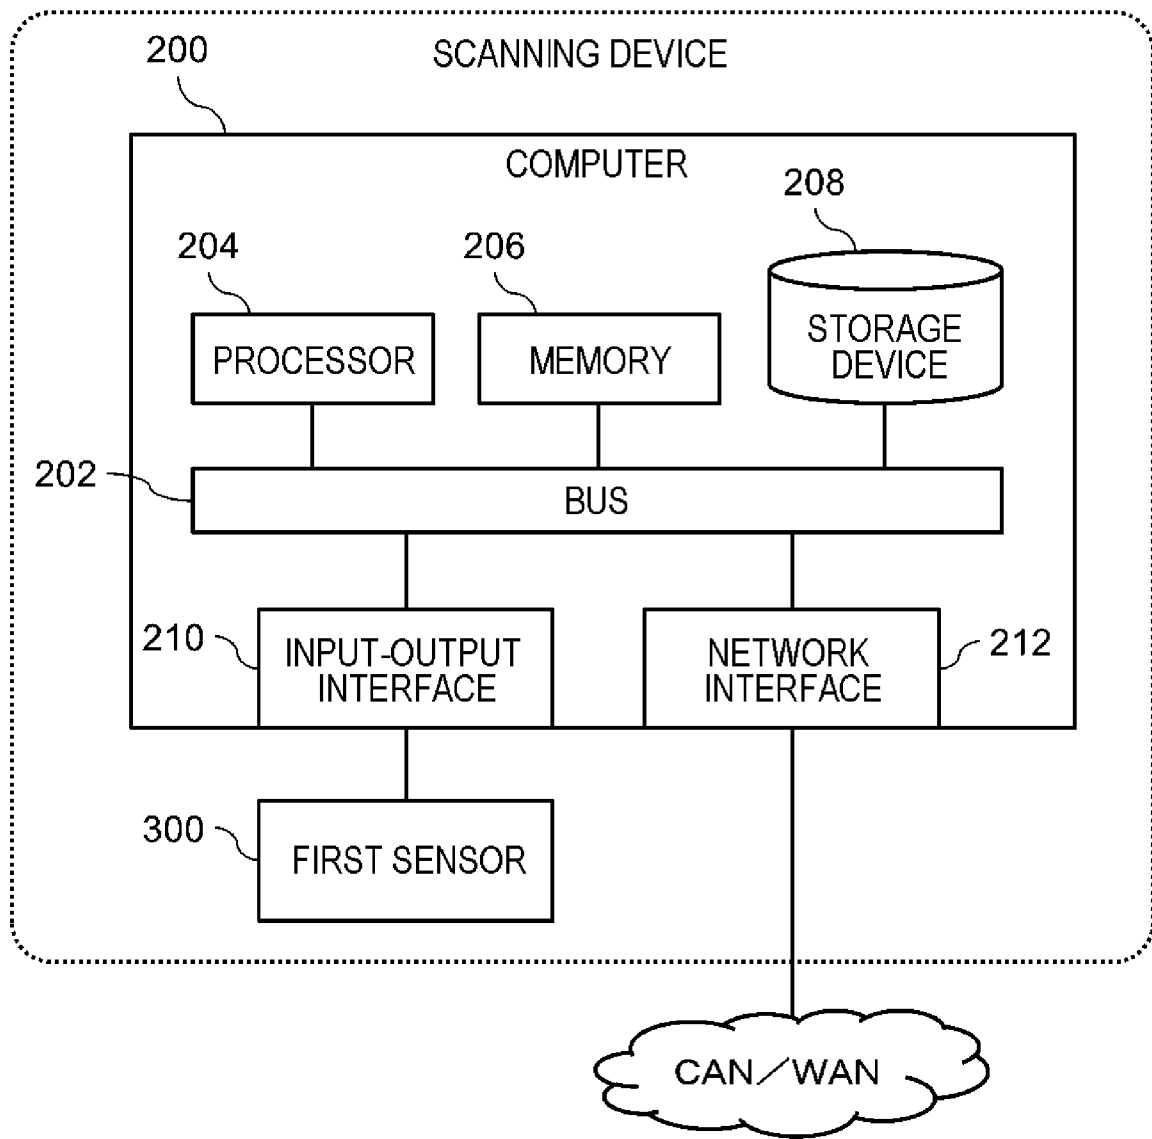 SCANNING DEVICE
200
COMPUTER
208
204
206
PROCESSOR
MEMORY
STORAGE
DEVICE
202
BUS
210
INPUT-OUTPUT
INTERFACE
NETWORK
INTERFACE
212
300
FIRST SENSOR
CAN/WAN